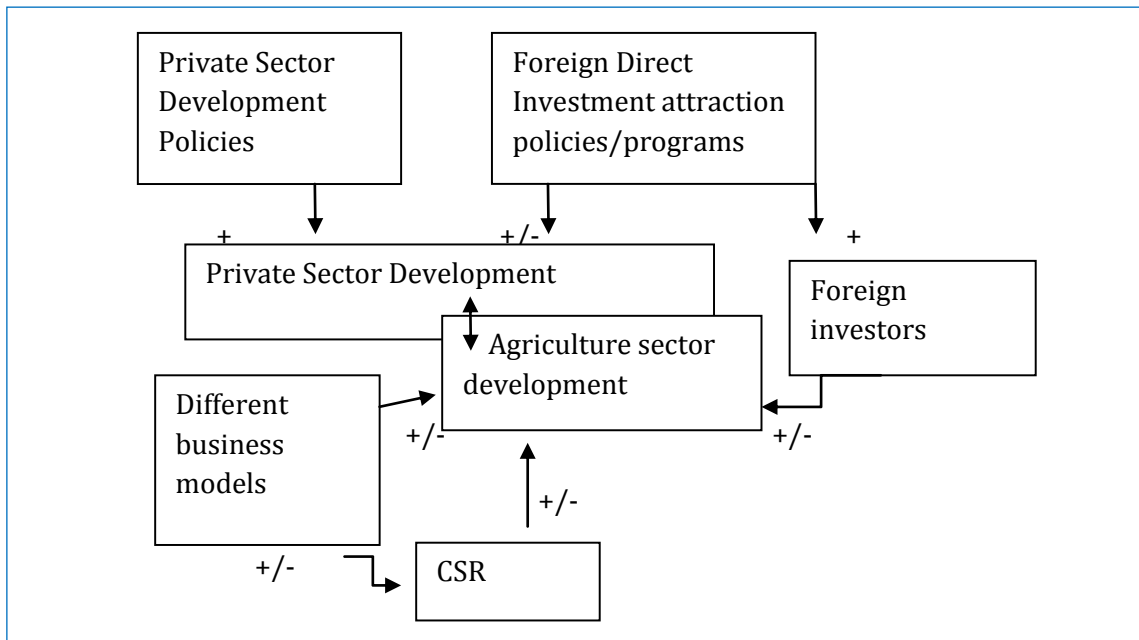 Private Sector
Development
Policies
Foreign Direct
Investment attraction
policies/programs
+
+/-
+
Private Sector Development
Foreign
investors
Agriculture sector
development
Different
business
models
+/-
+/-
+/-
+/-
CSR